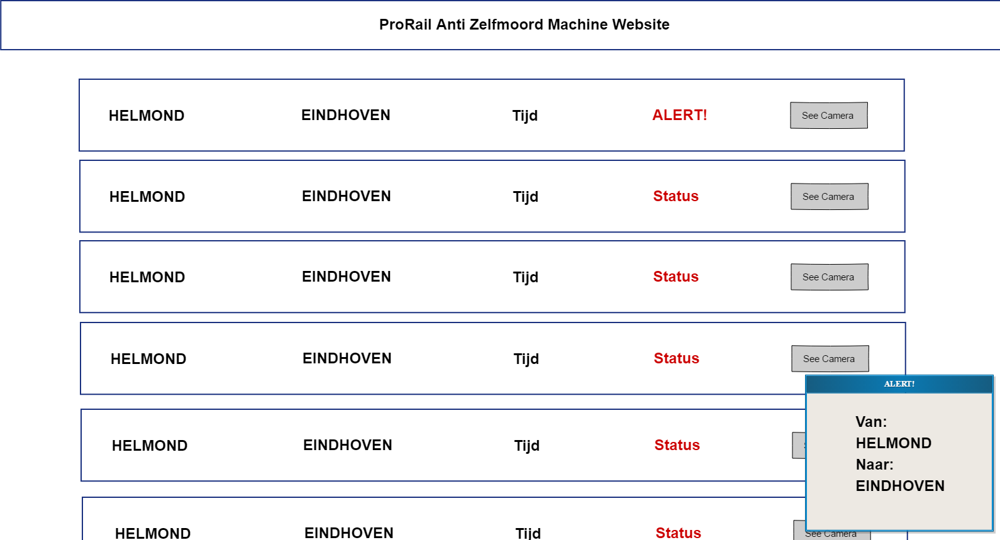 ProRail Anti Zelfmoord Machine Website
HELMOND EINDHOVEN Tijd ALERT! See Camera
HELMOND EINDHOVEN Tijd Status See Camera
HELMOND EINDHOVEN Tijd Status See Camera
HELMOND EINDHOVEN Tijd Status See Camera
HELMOND EINDHOVEN Tijd Status
ALERT!
Van:
HELMOND
Naar:
EINDHOVEN
HELMOND EINDHOVEN Tijd Status See Camera